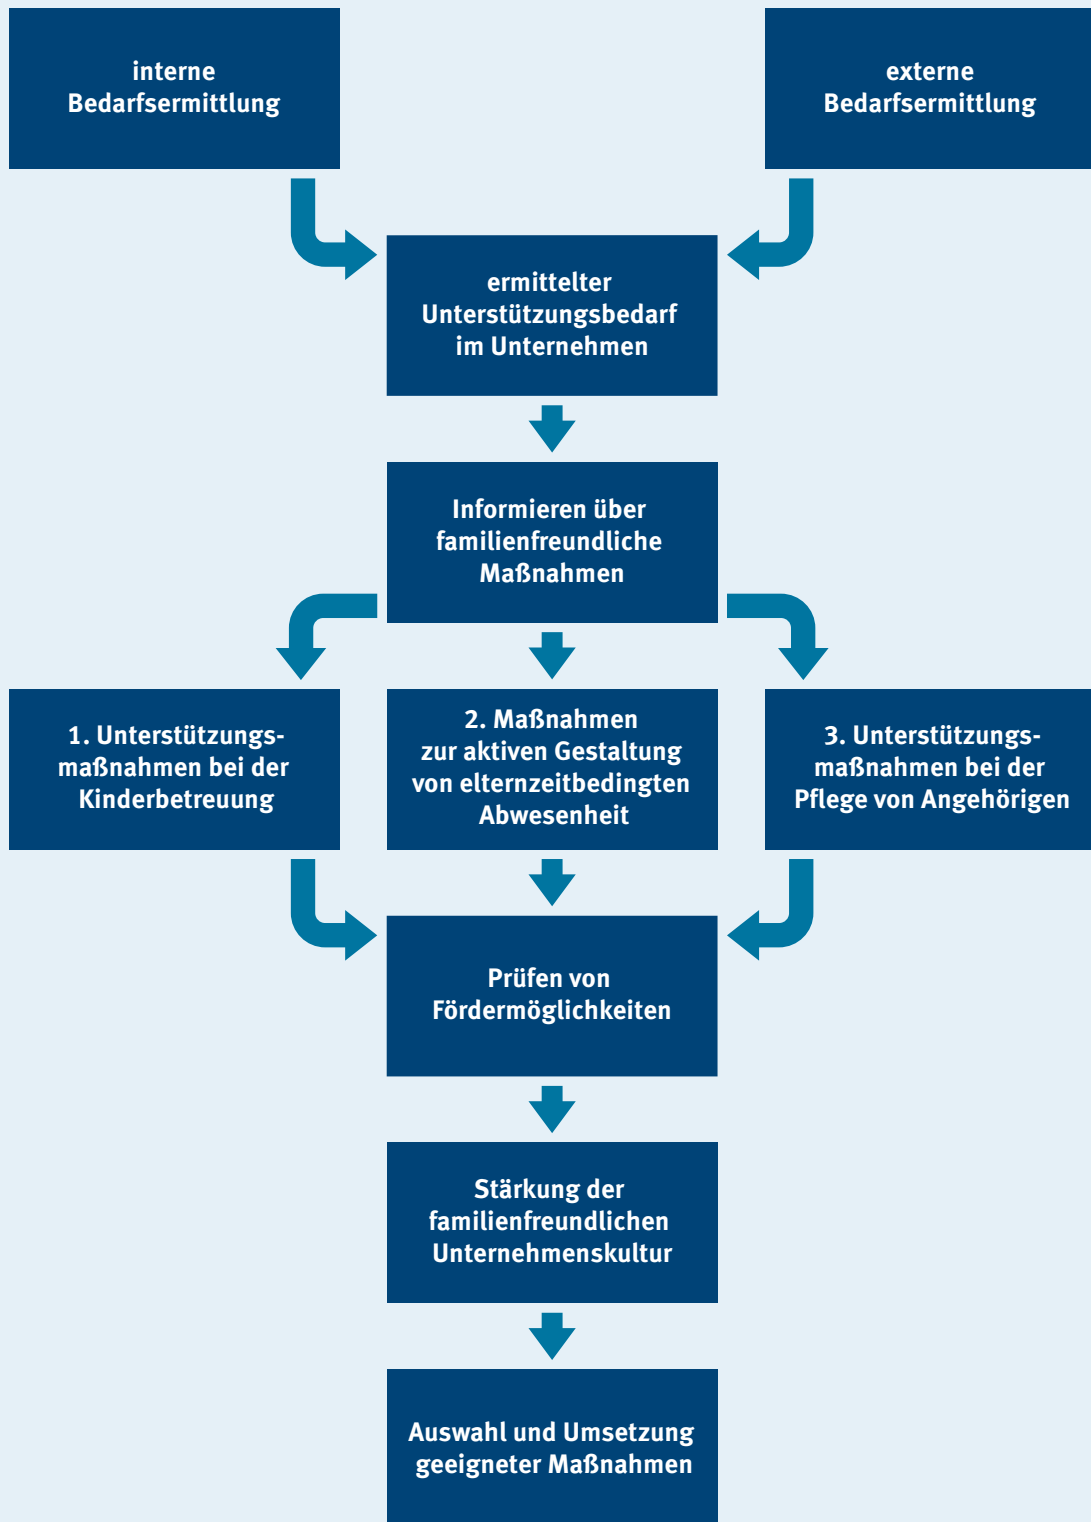 interne
Bedarfsermittlung
externe
Bedarfsermittlung
ermittelter
Unterstützungsbedarf
im Unternehmen
Informieren über
familienfreundliche
Maßnahmen
1. Unterstützungs-
maßnahmen bei der
Kinderbetreuung
2. Maßnahmen
zur aktiven Gestaltung
von elternzeitbedingten
Abwesenheit
3. Unterstützungs-
maßnahmen bei der
Pflege von Angehörigen
Prüfen von
Fördermöglichkeiten
Stärkung der
familienfreundlichen
Unternehmenskultur
Auswahl und Umsetzung
geeigneter Maßnahmen